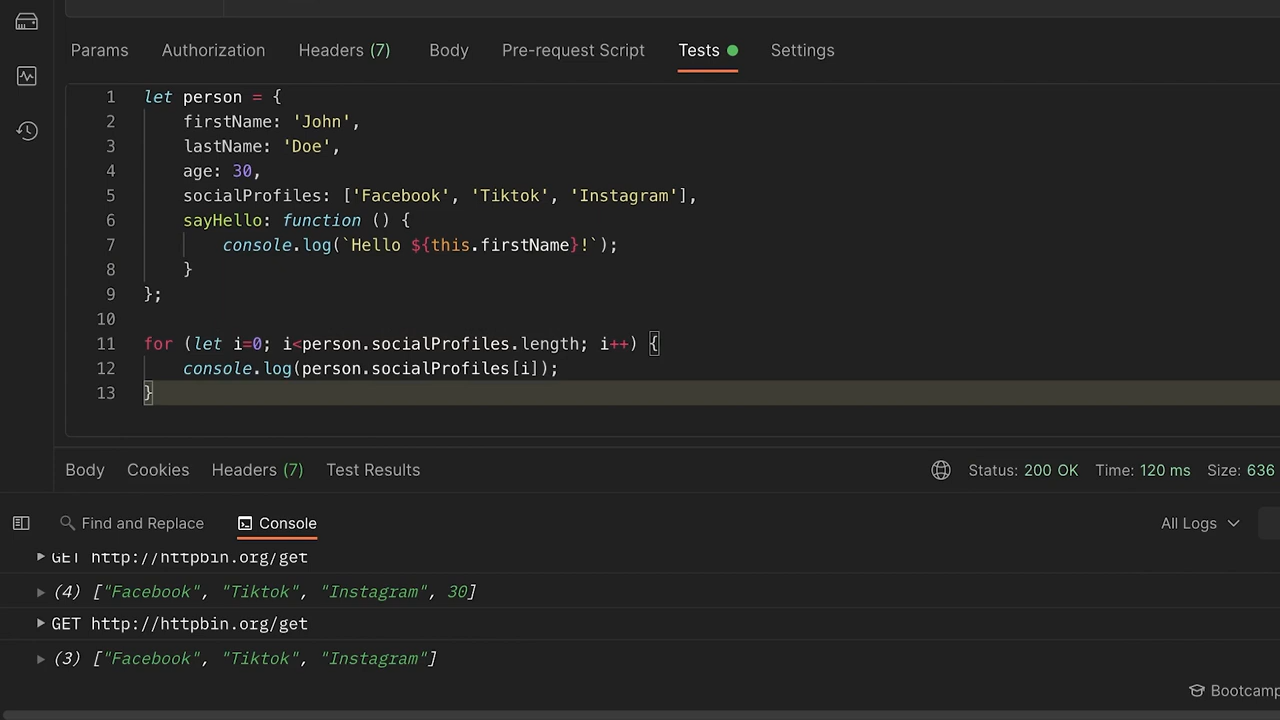 Params Authorization Headers (7) Body Pre-request Script Tests Settings
1 let person = {
2 firstName: 'John',
3 lastName: 'Doe',
4 age: 30,
5 socialProfiles: ['Facebook', 'Tiktok', 'Instagram'],
6 sayHello: function () {
7 console.log(`Hello ${this.firstName}!`);
8 }
9 };
10
11 for (let i=0; i<person.socialProfiles.length; i++) {
12 console.log(person.socialProfiles[i]);
13 }
Body Cookies Headers (7) Test Results Status: 200 OK Time: 120 ms Size: 636
Find and Replace Console All Logs
GET http://httpbin.org/get
(4) ["Facebook", "Tiktok", "Instagram", 30]
GET http://httpbin.org/get
(3) ["Facebook", "Tiktok", "Instagram"]
Bootcamp